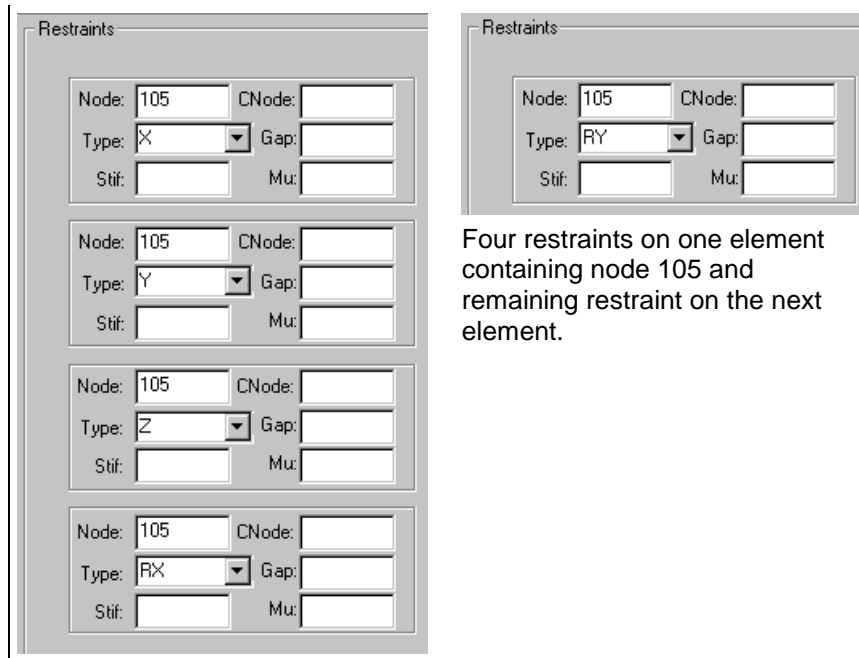 Restraints
Node: 105 CNode:
Type: X Gap:
Stif: Mu:
Node: 105 CNode:
Type: Y Gap:
Stif: Mu:
Node: 105 CNode:
Type: Z Gap:
Stif: Mu:
Node: 105 CNode:
Type: RX Gap:
Stif: Mu:
Restraints
Node: 105 CNode:
Type: RY Gap:
Stif: Mu:
Four restraints on one element
containing node 105 and
remaining restraint on the next
element.